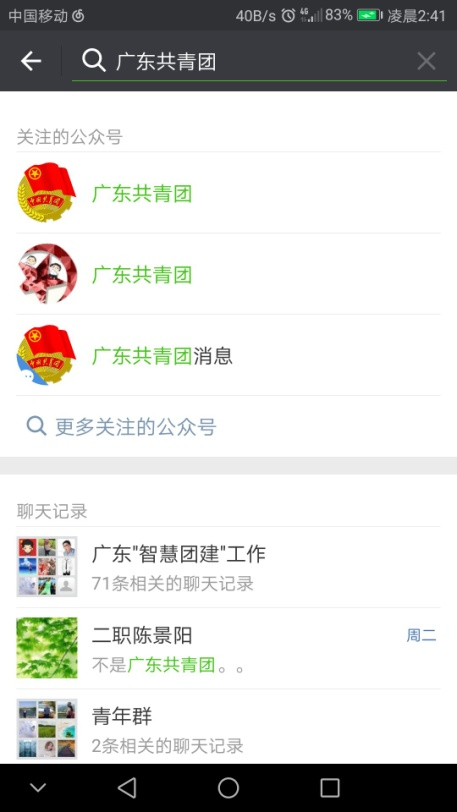 中国移动 40B/s 4G 83% 凌晨2:41
广东共青团
关注的公众号
广东共青团
广东共青团
广东共青团消息
更多关注的公众号
聊天记录
广东"智慧团建"工作
71条相关的聊天记录
二职陈景阳 周二
不是广东共青团。。
青年群
2条相关的聊天记录